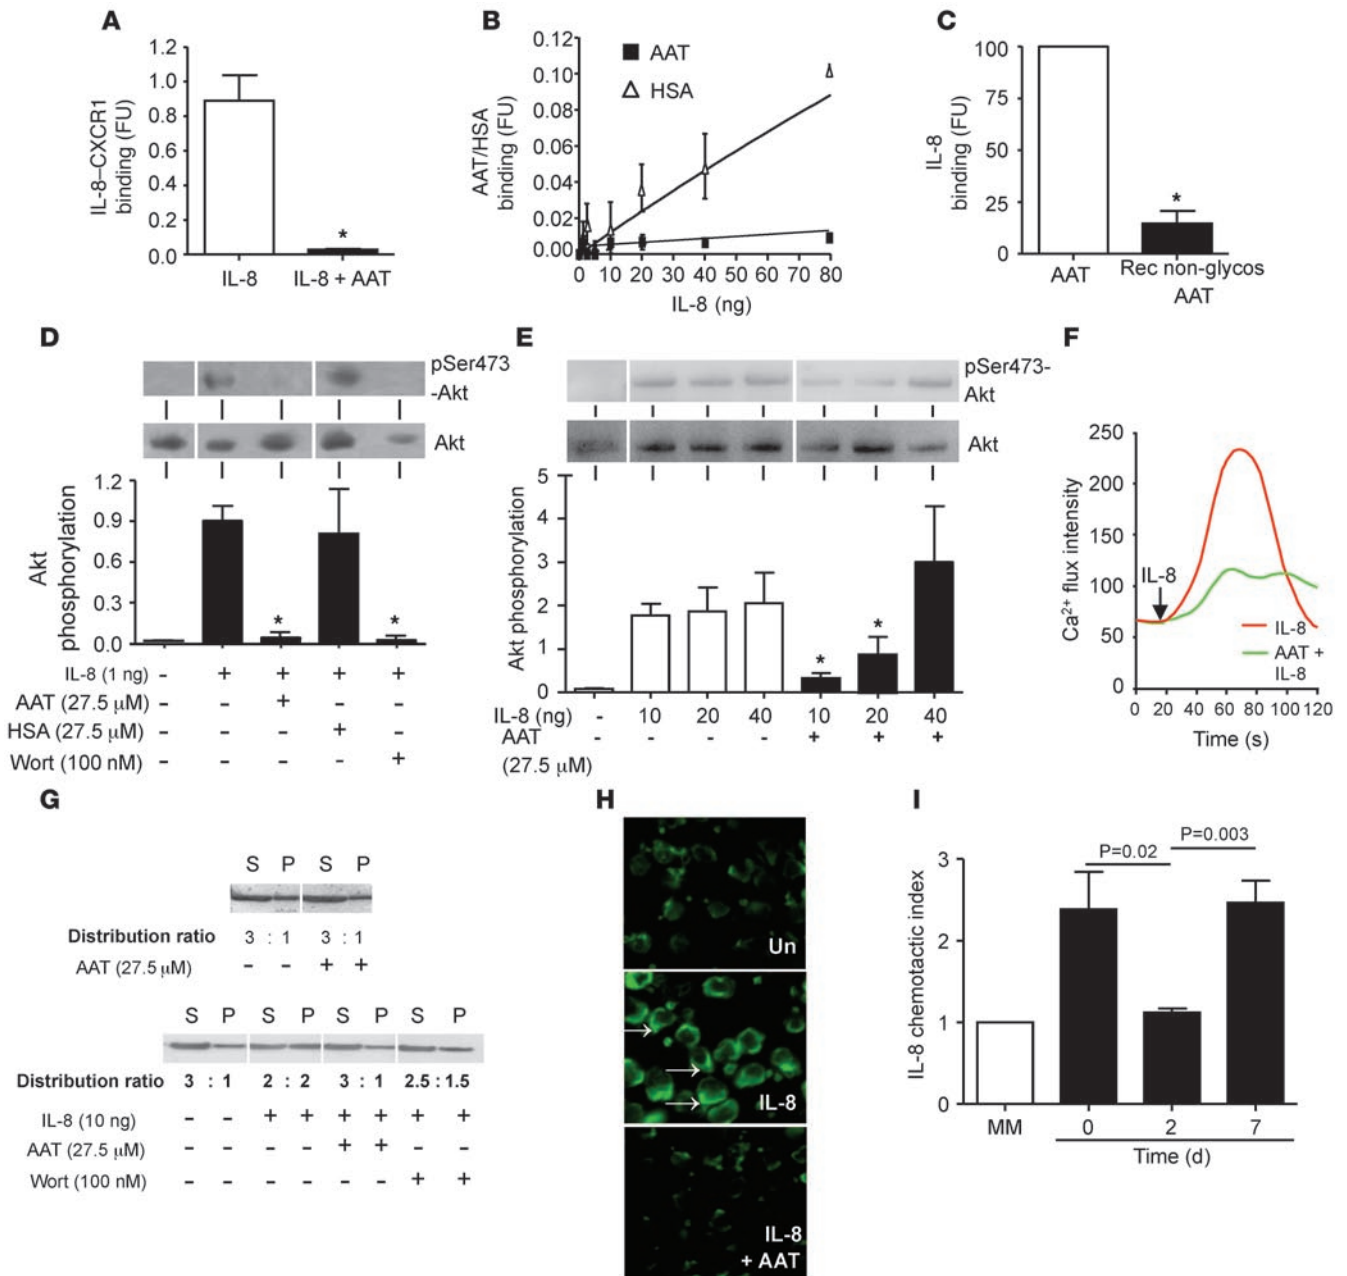 A
IL-8–CXCR1
binding (FU)
1.2
1.0
0.8
0.6
0.4
0.2
0.0
*
IL-8
IL-8 + AAT
B
AAT/HSA
binding (FU)
0.12
0.10
0.08
0.06
0.04
0.02
0.00
AAT
HSA
0 10 20 30 40 50 60 70 80
IL-8 (ng)
C
IL-8
binding (FU)
100
75
50
25
0
*
AAT
Rec non-glycos
AAT
D
pSer473
-Akt
Akt
Akt
phosphorylation
1.2
0.9
0.6
0.3
0.0
* *
IL-8 (1 ng) - + + + +
AAT (27.5 µM) - - + - -
HSA (27.5 µM) - - - + -
Wort (100 nM) - - - - +
E
pSer473-
Akt
Akt
Akt phosphorylation
5
4
3
2
1
0
* *
IL-8 (ng) - 10 20 40 10 20 40
AAT - - - - + + +
(27.5 µM)
F
Ca2+ flux intensity
250
200
150
100
50
0
IL-8
IL-8
AAT +
IL-8
0 20 40 60 80 100 120
Time (s)
G
S P S P
Distribution ratio 3 : 1 3 : 1
AAT (27.5 µM) - - + +
S P S P S P S P
Distribution ratio 3 : 1 2 : 2 3 : 1 2.5 : 1.5
IL-8 (10 ng) - - + + + + + +
AAT (27.5 µM) - - - - + + - -
Wort (100 nM) - - - - - - + +
H
Un
IL-8
IL-8
+ AAT
I
IL-8 chemotactic index
3
2
1
0
P=0.02
P=0.003
MM 0 2 7
Time (d)